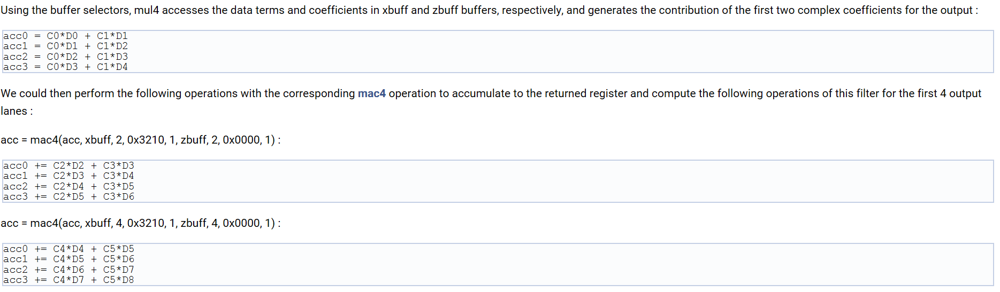 Using the buffer selectors, mul4 accesses the data terms and coefficients in xbuff and zbuff buffers, respectively, and generates the contribution of the first two complex coefficients for the output :
acc0 = C0*D0 + C1*D1
acc1 = C0*D1 + C1*D2
acc2 = C0*D2 + C1*D3
acc3 = C0*D3 + C1*D4
We could then perform the following operations with the corresponding mac4 operation to accumulate to the returned register and compute the following operations of this filter for the first 4 output
lanes :
acc = mac4(acc, xbuff, 2, 0x3210, 1, zbuff, 2, 0x0000, 1) :
acc0 += C2*D2 + C3*D3
acc1 += C2*D3 + C3*D4
acc2 += C2*D4 + C3*D5
acc3 += C2*D5 + C3*D6
acc = mac4(acc, xbuff, 4, 0x3210, 1, zbuff, 4, 0x0000, 1) :
acc0 += C4*D4 + C5*D5
acc1 += C4*D5 + C5*D6
acc2 += C4*D6 + C5*D7
acc3 += C4*D7 + C5*D8